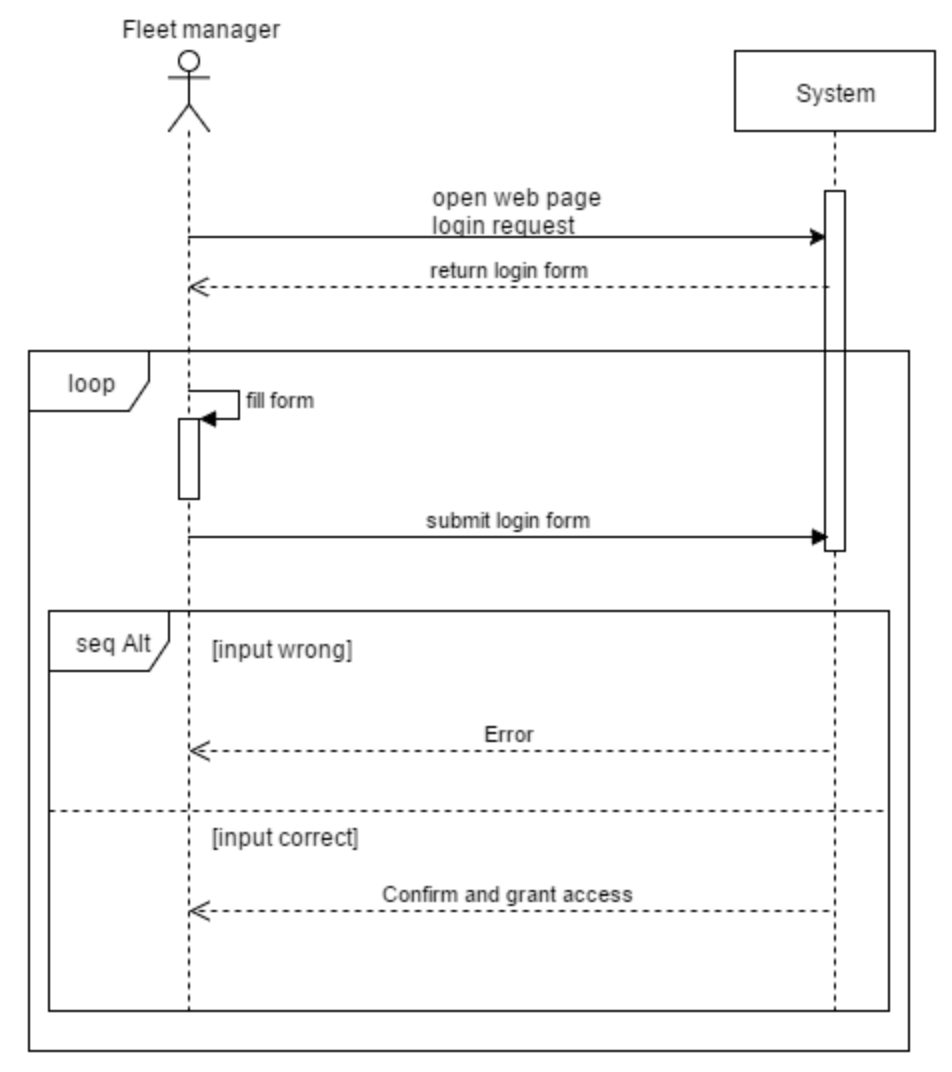 Fleet manager
System
open web page
login request
return login form
loop
fill form
submit login form
seq Alt
[input wrong]
Error
[input correct]
Confirm and grant access